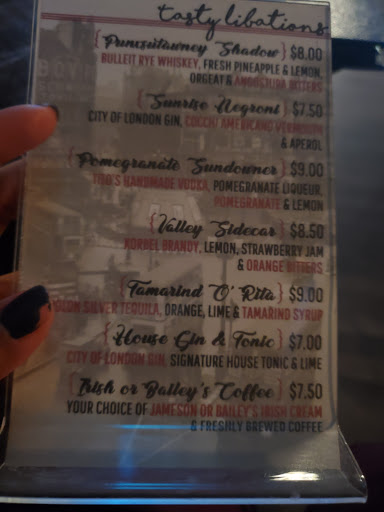 tasty libations
{Punxsutawney Shadow} $8.00
BULLEIT RYE WHISKEY, FRESH PINEAPPLE & LEMON,
ORGEAT & ANGOSTURA BITTERS
{Sunrise Negroni} $7.50
CITY OF LONDON GIN, COCCHI AMERICANO VERMOUTH
& APEROL
{Pomegranate Sundowner} $9.00
TITO'S HANDMADE VODKA, POMEGRANATE LIQUEUR,
POMEGRANATE & LEMON
{Valley Sidecar} $8.50
KORBEL BRANDY, LEMON, STRAWBERRY JAM
& ORANGE BITTERS
{Tamarind O' Rita} $9.00
SILVER TEQUILA, ORANGE, LIME & TAMARIND SYRUP
{House Gin & Tonic} $7.00
CITY OF LONDON GIN, SIGNATURE HOUSE TONIC & LIME
{Irish or Bailey's Coffee} $7.50
YOUR CHOICE OF JAMESON OR BAILEY'S IRISH CREAM
& FRESHLY BREWED COFFEE